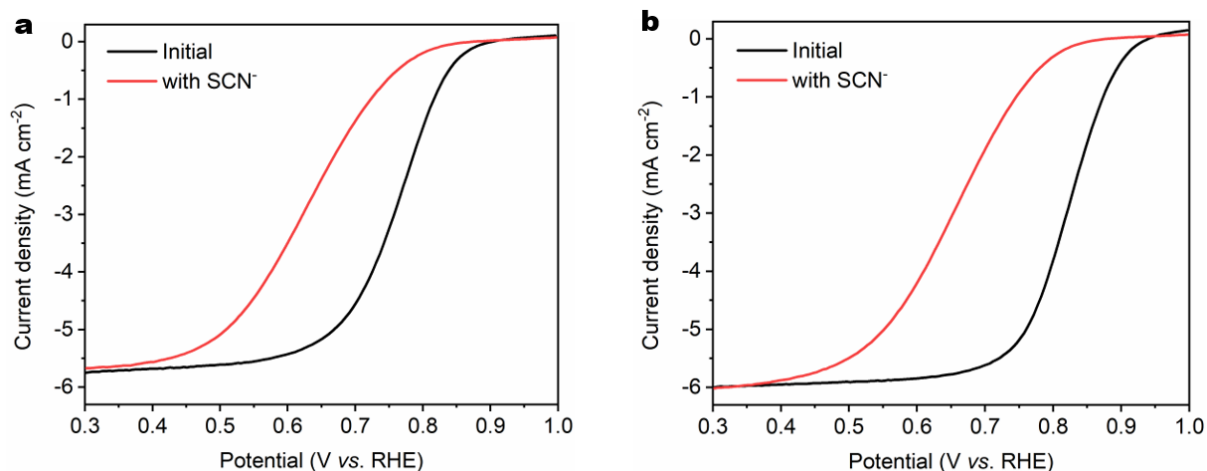 a
Initial
with SCN⁻
0
-1
-2
-3
-4
-5
-6
Current density (mA cm⁻²)
0.3 0.4 0.5 0.6 0.7 0.8 0.9 1.0
Potential (V vs. RHE)
b
Initial
with SCN⁻
0
-1
-2
-3
-4
-5
-6
Current density (mA cm⁻²)
0.3 0.4 0.5 0.6 0.7 0.8 0.9 1.0
Potential (V vs. RHE)